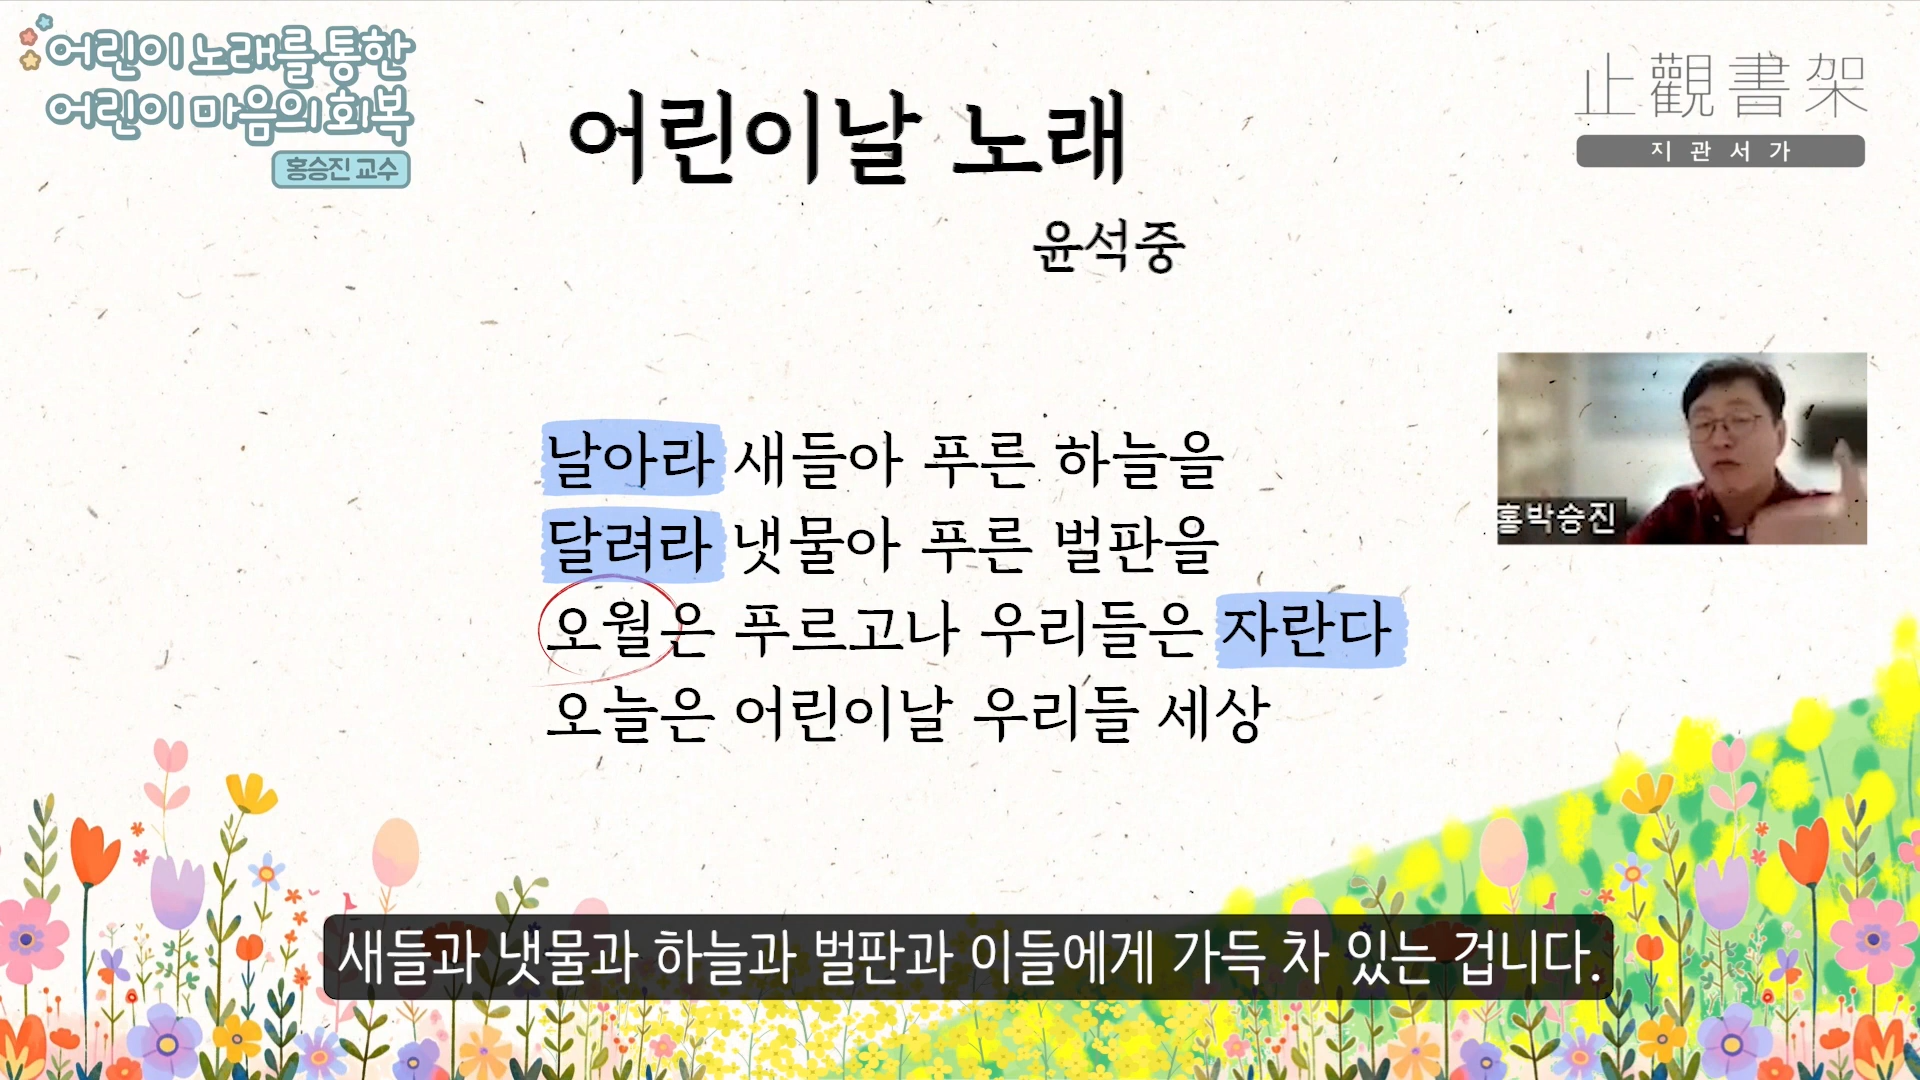 어린이 노래를 통한
어린이 마음의 회복
홍승진 교수
止觀書架
지관서가
어린이날 노래
윤석중
날아라 새들아 푸른 하늘을
달려라 냇물아 푸른 벌판을
오월은 푸르고나 우리들은 자란다
오늘은 어린이날 우리들 세상
홍박승진
새들과 냇물과 하늘과 벌판과 이들에게 가득 차 있는 겁니다.